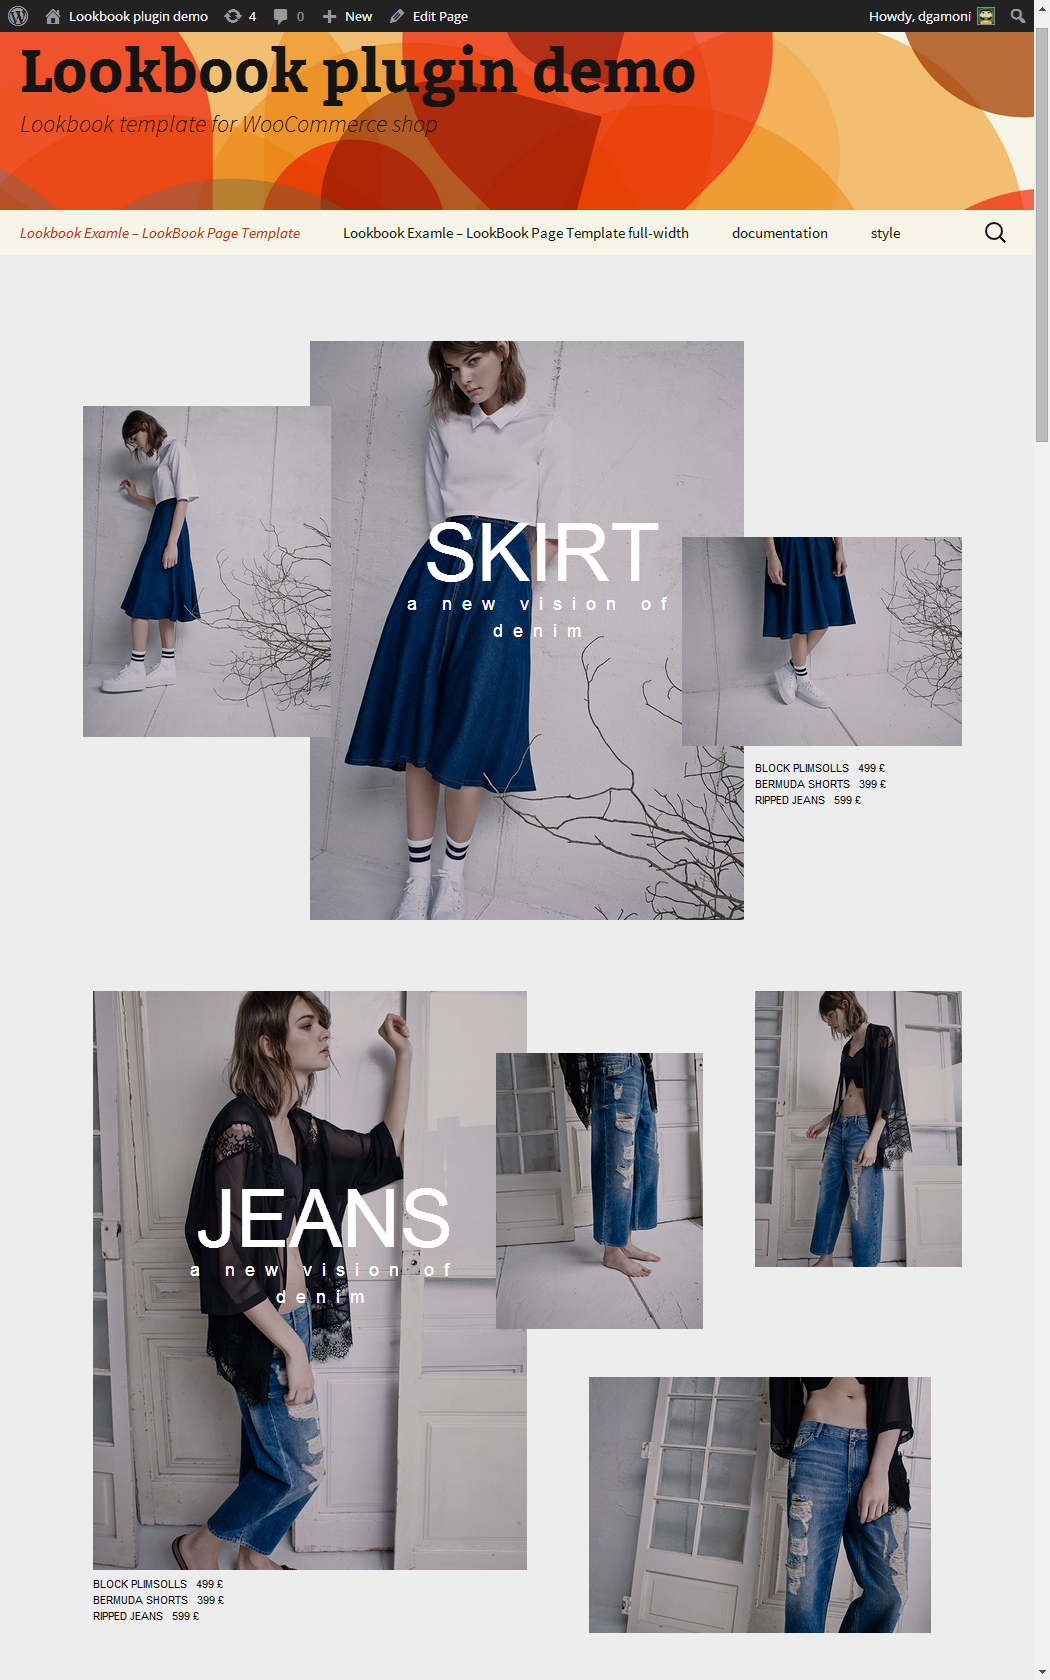 Lookbook plugin demo 4 0 New Edit Page Howdy, dgamoni
Lookbook plugin demo
Lookbook template for WooCommerce shop
Lookbook Examle – LookBook Page Template Lookbook Examle – LookBook Page Template full-width documentation style
SKIRT
a new vision of
denim
BLOCK PLIMSOLLS 499 £
BERMUDA SHORTS 399 £
RIPPED JEANS 599 £
JEANS
a new vision of
denim
BLOCK PLIMSOLLS 499 £
BERMUDA SHORTS 399 £
RIPPED JEANS 599 £